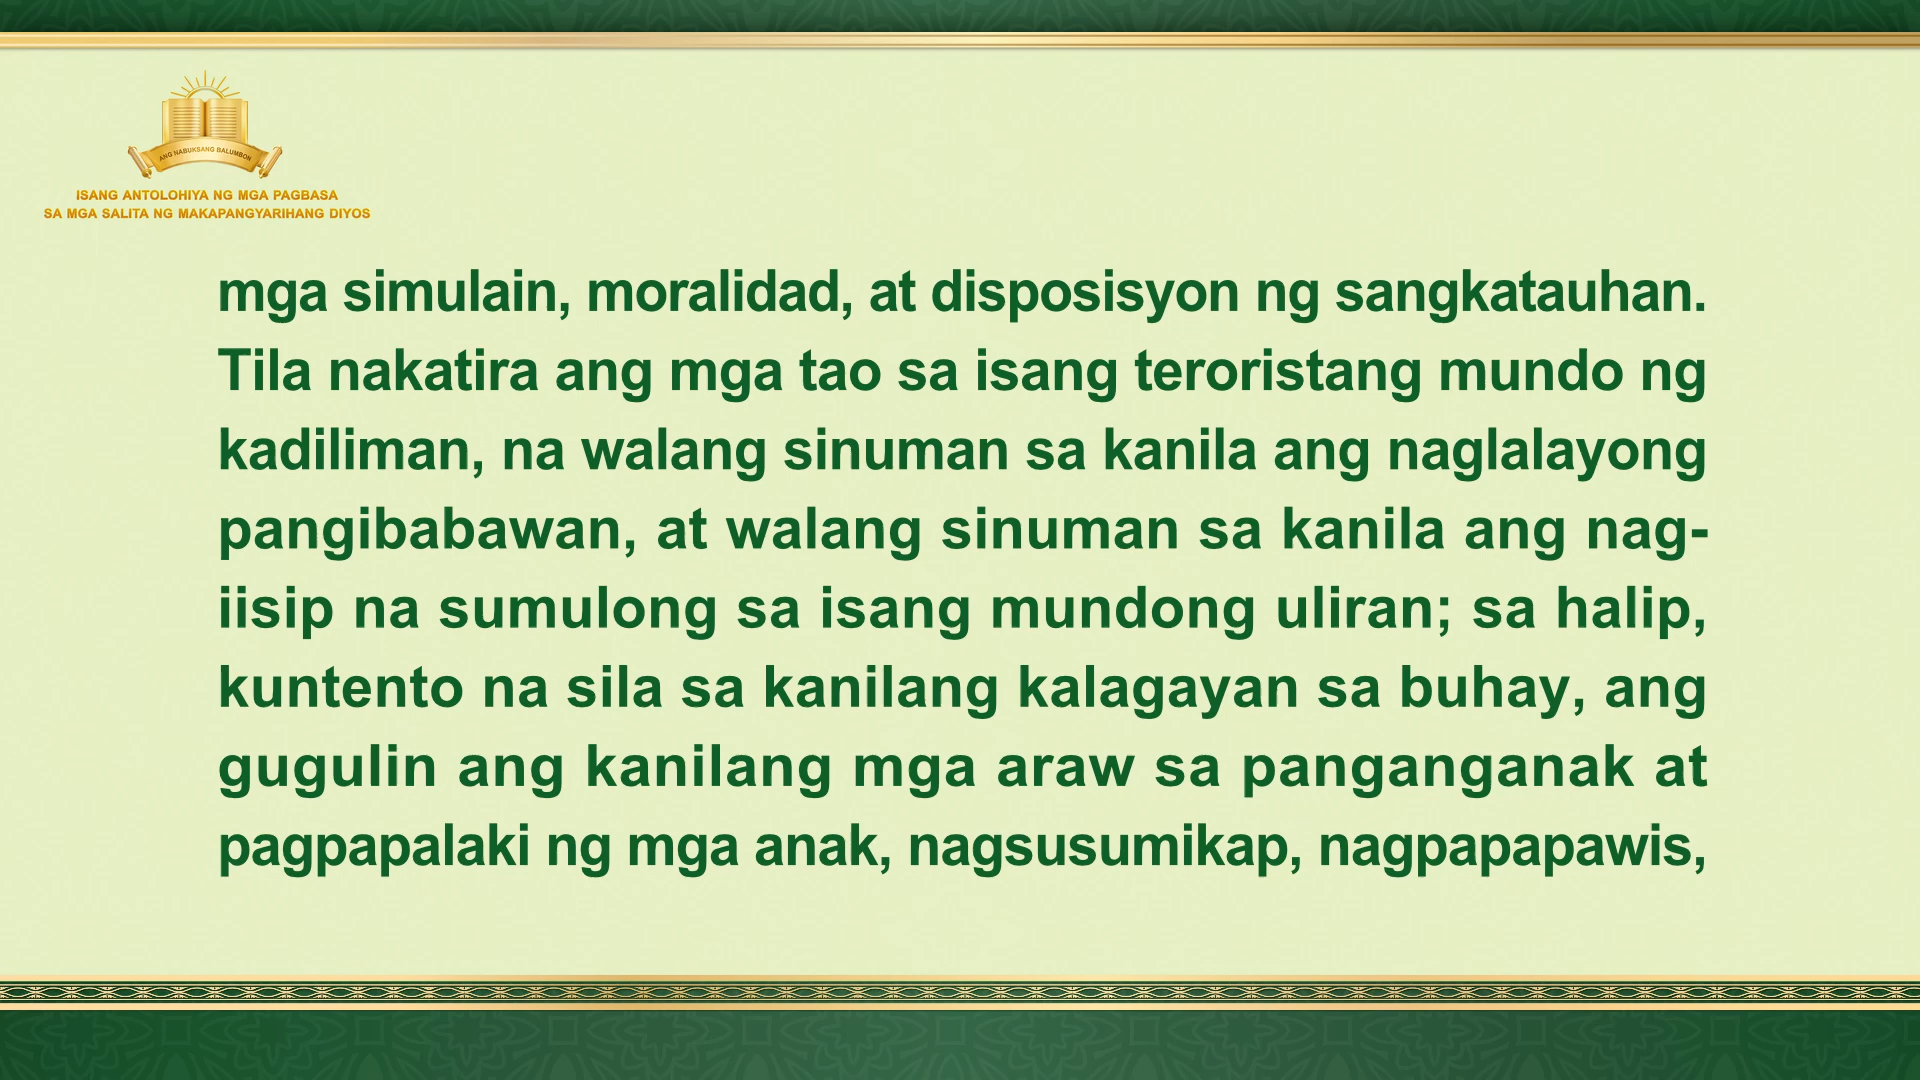 ANG NABUKSANG BALUMBON
ISANG ANTOLOHIYA NG MGA PAGBASA
SA MGA SALITA NG MAKAPANGYARIHANG DIYOS
mga simulain, moralidad, at disposisyon ng sangkatauhan.
Tila nakatira ang mga tao sa isang teroristang mundo ng
kadiliman, na walang sinuman sa kanila ang naglalayong
pangibabawan, at walang sinuman sa kanila ang nag-
iisip na sumulong sa isang mundong uliran; sa halip,
kuntento na sila sa kanilang kalagayan sa buhay, ang
gugulin ang kanilang mga araw sa panganganak at
pagpapalaki ng mga anak, nagsusumikap, nagpapapawis,